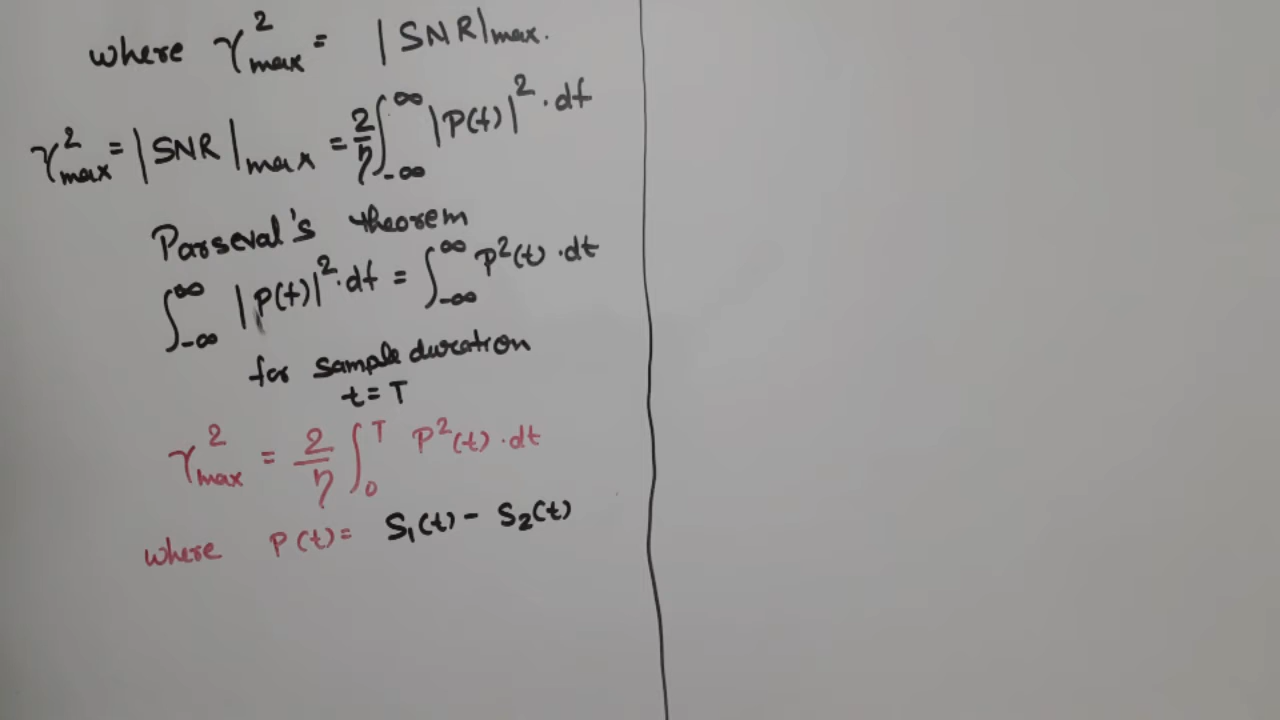 where γ²max = |SNR|max.
γ²max = |SNR|max = 2/η ∫_{-∞}^{∞} |P(t)|² · df
Parseval's theorem
∫_{-∞}^{∞} |P(t)|² · df = ∫_{-∞}^{∞} P²(t) · dt
for sample duration
t = T
γ²max = 2/η ∫_0^T P²(t) · dt
where P(t) = S₁(t) - S₂(t)